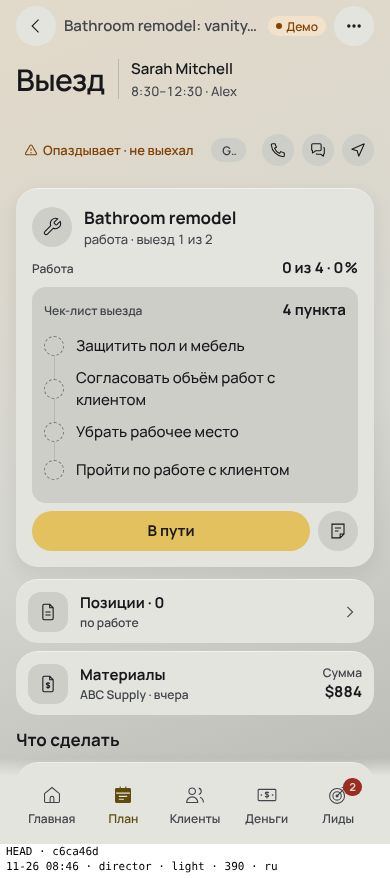 Bathroom remodel: vanity...
Демо
Выезд
Sarah Mitchell
8:30–12:30 · Alex
Опаздывает · не выехал
G..
Bathroom remodel
работа · выезд 1 из 2
Работа
0 из 4 · 0 %
Чек-лист выезда
4 пункта
Защитить пол и мебель
Согласовать объём работ с
клиентом
Убрать рабочее место
Пройти по работе с клиентом
В пути
Позиции · 0
по работе
Материалы
ABC Supply · вчера
Сумма
$884
Что сделать
2
Главная
План
Клиенты
Деньги
Лиды
HEAD · c6ca46d
11-26 08:46 · director · light · 390 · ru